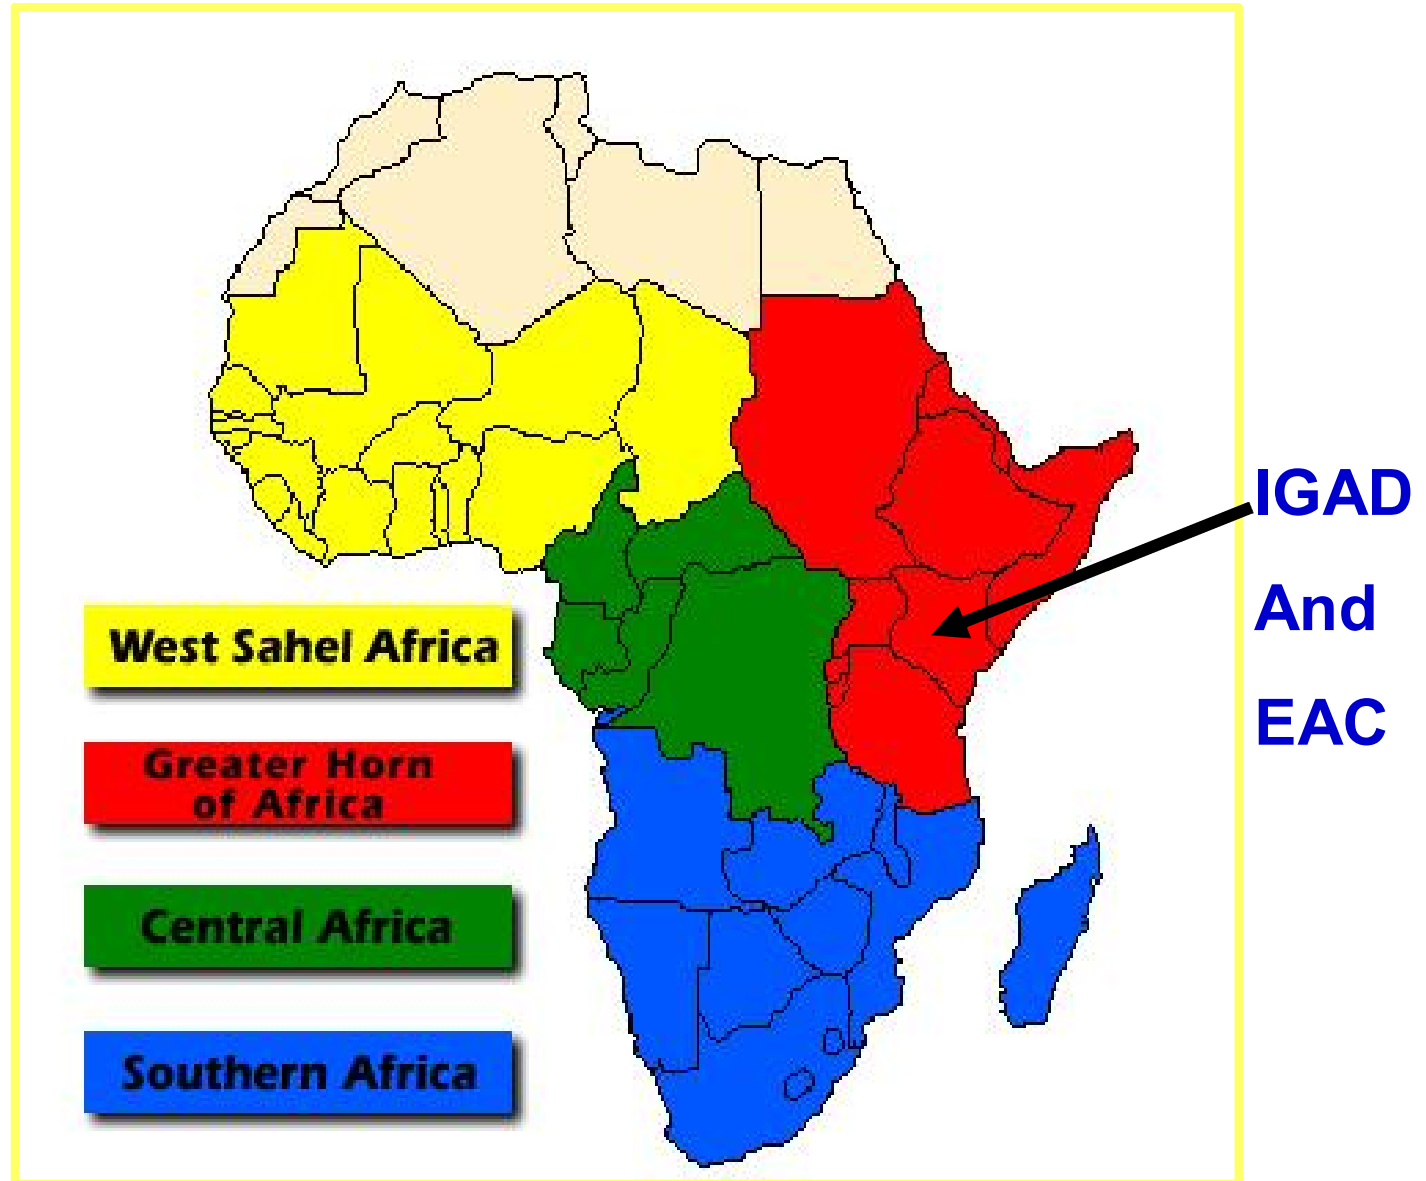 West Sahel Africa
Greater Horn
of Africa
Central Africa
Southern Africa
IGAD
And
EAC